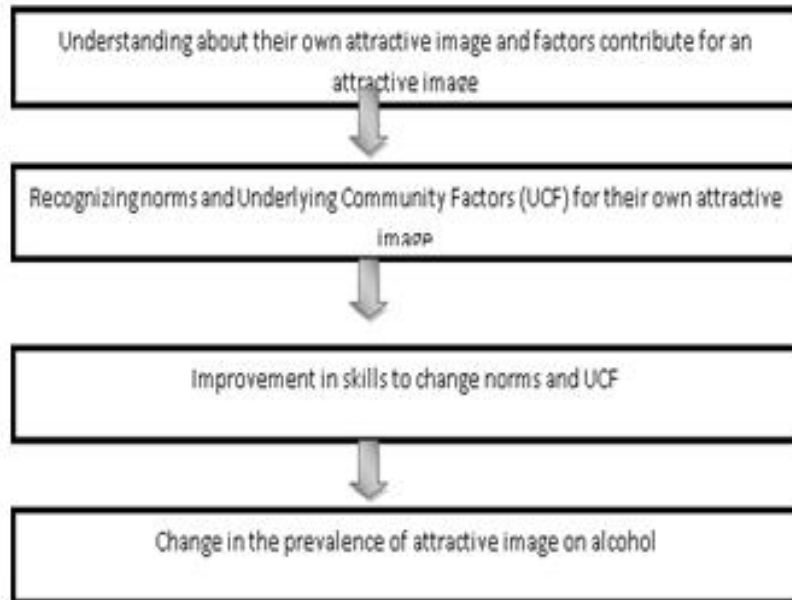 Understanding about their own attractive image and factors contribute for an
attractive image
Recognizing norms and Underlying Community Factors (UCF) for their own attractive
image
Improvement in skills to change norms and UCF
Change in the prevalence of attractive image on alcohol